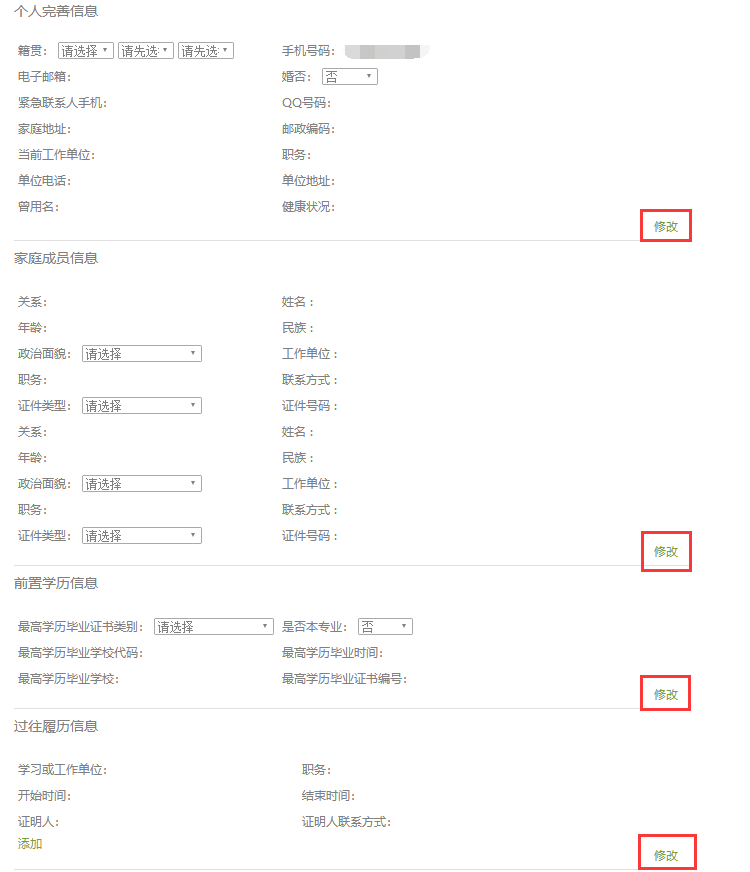 个人完善信息
籍贯： 请选择 请先选 请先选 手机号码：
电子邮箱： 婚否： 否
紧急联系人手机： QQ号码：
家庭地址： 邮政编码：
当前工作单位： 职务：
单位电话： 单位地址：
曾用名： 健康状况：
修改
家庭成员信息
关系： 姓名：
年龄： 民族：
政治面貌： 请选择 工作单位：
职务： 联系方式：
证件类型： 请选择 证件号码：
关系： 姓名：
年龄： 民族：
政治面貌： 请选择 工作单位：
职务： 联系方式：
证件类型： 请选择 证件号码：
修改
前置学历信息
最高学历毕业证书类别： 请选择 是否本专业： 否
最高学历毕业学校代码： 最高学历毕业时间：
最高学历毕业学校： 最高学历毕业证书编号：
修改
过往履历信息
学习或工作单位： 职务：
开始时间： 结束时间：
证明人： 证明人联系方式：
添加
修改